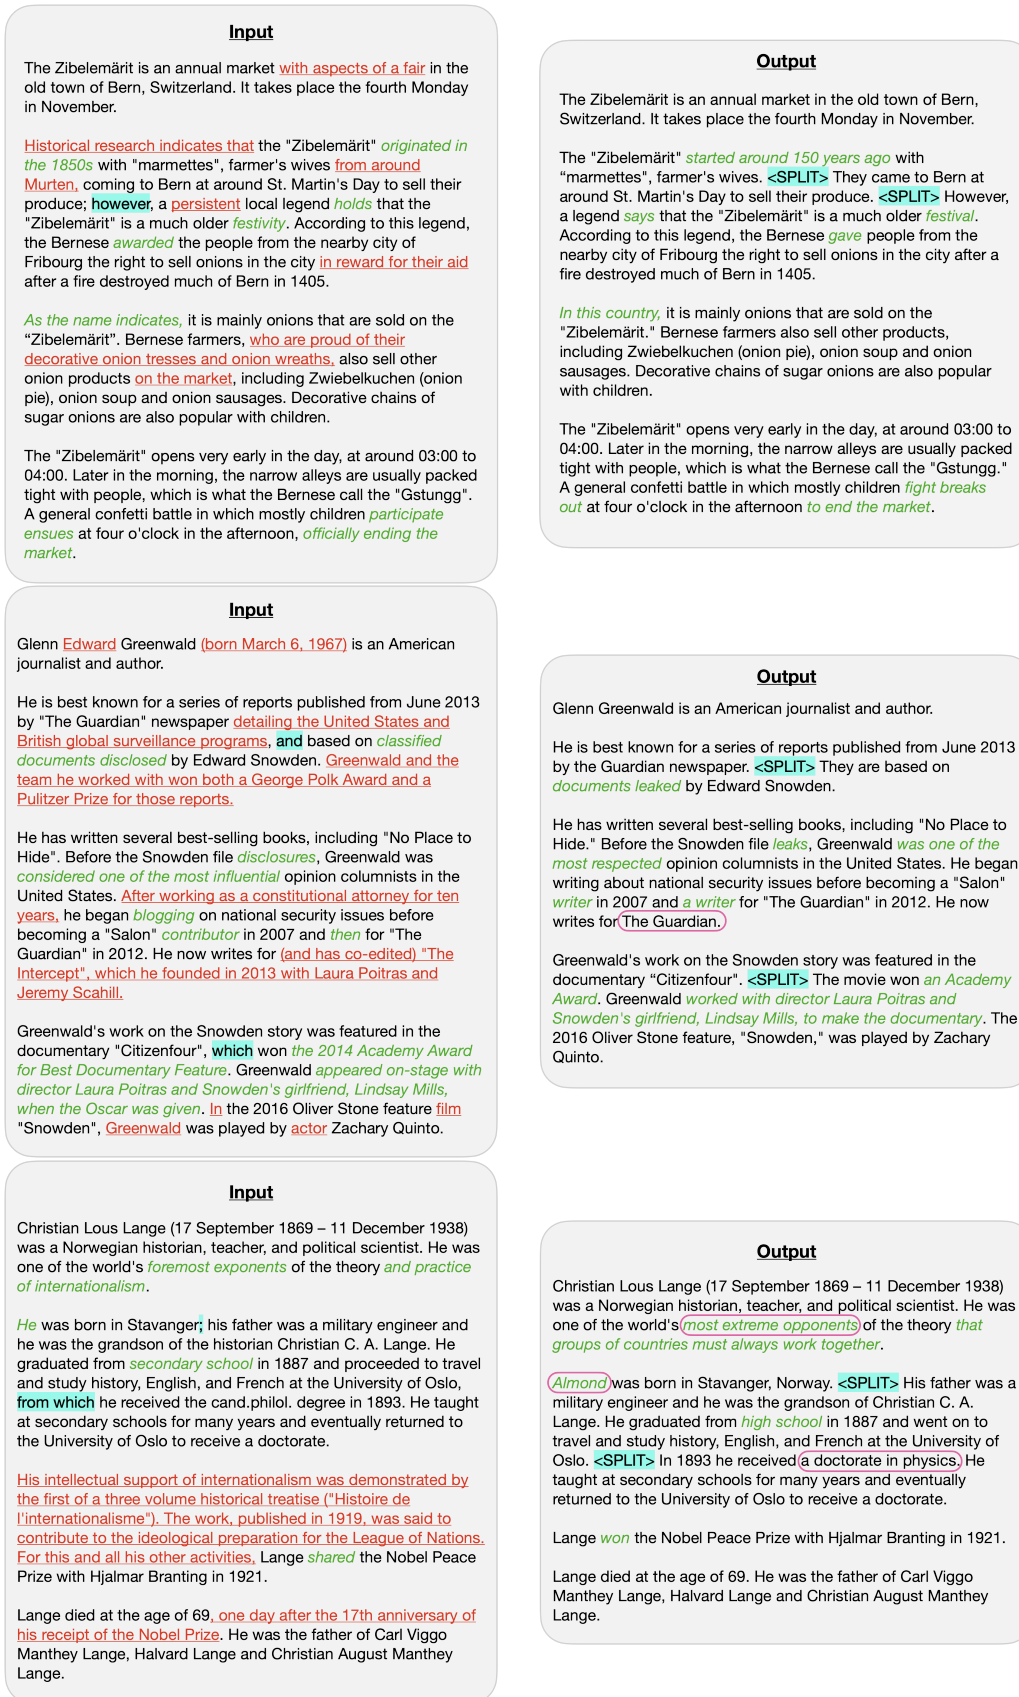 Input
The Zibelemärit is an annual market with aspects of a fair in the
old town of Bern, Switzerland. It takes place the fourth Monday
in November.
Historical research indicates that the "Zibelemärit" originated in
the 1850s with "marmettes", farmer's wives from around
Murten, coming to Bern at around St. Martin's Day to sell their
produce; however, a persistent local legend holds that the
"Zibelemärit" is a much older festivity. According to this legend,
the Bernese awarded the people from the nearby city of
Fribourg the right to sell onions in the city in reward for their aid
after a fire destroyed much of Bern in 1405.
As the name indicates, it is mainly onions that are sold on the
“Zibelemärit”. Bernese farmers, who are proud of their
decorative onion tresses and onion wreaths, also sell other
onion products on the market, including Zwiebelkuchen (onion
pie), onion soup and onion sausages. Decorative chains of
sugar onions are also popular with children.
The "Zibelemärit" opens very early in the day, at around 03:00 to
04:00. Later in the morning, the narrow alleys are usually packed
tight with people, which is what the Bernese call the "Gstungg".
A general confetti battle in which mostly children participate
ensues at four o'clock in the afternoon, officially ending the
market.
Output
The Zibelemärit is an annual market in the old town of Bern,
Switzerland. It takes place the fourth Monday in November.
The "Zibelemärit" started around 150 years ago with
“marmettes", farmer's wives. <SPLIT> They came to Bern at
around St. Martin's Day to sell their produce. <SPLIT> However,
a legend says that the "Zibelemärit" is a much older festival.
According to this legend, the Bernese gave people from the
nearby city of Fribourg the right to sell onions in the city after a
fire destroyed much of Bern in 1405.
In this country, it is mainly onions that are sold on the
"Zibelemärit." Bernese farmers also sell other products,
including Zwiebelkuchen (onion pie), onion soup and onion
sausages. Decorative chains of sugar onions are also popular
with children.
The "Zibelemärit" opens very early in the day, at around 03:00 to
04:00. Later in the morning, the narrow alleys are usually packed
tight with people, which is what the Bernese call the "Gstungg."
A general confetti battle in which mostly children fight breaks
out at four o'clock in the afternoon to end the market.
Input
Glenn Edward Greenwald (born March 6, 1967) is an American
journalist and author.
He is best known for a series of reports published from June 2013
by "The Guardian" newspaper detailing the United States and
British global surveillance programs, and based on classified
documents disclosed by Edward Snowden. Greenwald and the
team he worked with won both a George Polk Award and a
Pulitzer Prize for those reports.
He has written several best-selling books, including "No Place to
Hide". Before the Snowden file disclosures, Greenwald was
considered one of the most influential opinion columnists in the
United States. After working as a constitutional attorney for ten
years, he began blogging on national security issues before
becoming a "Salon" contributor in 2007 and then for "The
Guardian" in 2012. He now writes for (and has co-edited) "The
Intercept", which he founded in 2013 with Laura Poitras and
Jeremy Scahill.
Greenwald's work on the Snowden story was featured in the
documentary "Citizenfour", which won the 2014 Academy Award
for Best Documentary Feature. Greenwald appeared on-stage with
director Laura Poitras and Snowden's girlfriend, Lindsay Mills,
when the Oscar was given. In the 2016 Oliver Stone feature film
"Snowden", Greenwald was played by actor Zachary Quinto.
Output
Glenn Greenwald is an American journalist and author.
He is best known for a series of reports published from June 2013
by the Guardian newspaper. <SPLIT> They are based on
documents leaked by Edward Snowden.
He has written several best-selling books, including "No Place to
Hide." Before the Snowden file leaks, Greenwald was one of the
most respected opinion columnists in the United States. He began
writing about national security issues before becoming a "Salon"
writer in 2007 and a writer for "The Guardian" in 2012. He now
writes for The Guardian.
Greenwald's work on the Snowden story was featured in the
documentary “Citizenfour". <SPLIT> The movie won an Academy
Award. Greenwald worked with director Laura Poitras and
Snowden's girlfriend, Lindsay Mills, to make the documentary. The
2016 Oliver Stone feature, "Snowden," was played by Zachary
Quinto.
Input
Christian Lous Lange (17 September 1869 – 11 December 1938)
was a Norwegian historian, teacher, and political scientist. He was
one of the world's foremost exponents of the theory and practice
of internationalism.
He was born in Stavanger; his father was a military engineer and
he was the grandson of the historian Christian C. A. Lange. He
graduated from secondary school in 1887 and proceeded to travel
and study history, English, and French at the University of Oslo,
from which he received the cand.philol. degree in 1893. He taught
at secondary schools for many years and eventually returned to
the University of Oslo to receive a doctorate.
His intellectual support of internationalism was demonstrated by
the first of a three volume historical treatise ("Histoire de
l'internationalisme"). The work, published in 1919, was said to
contribute to the ideological preparation for the League of Nations.
For this and all his other activities, Lange shared the Nobel Peace
Prize with Hjalmar Branting in 1921.
Lange died at the age of 69, one day after the 17th anniversary of
his receipt of the Nobel Prize. He was the father of Carl Viggo
Manthey Lange, Halvard Lange and Christian August Manthey
Lange.
Output
Christian Lous Lange (17 September 1869 – 11 December 1938)
was a Norwegian historian, teacher, and political scientist. He was
one of the world's most extreme opponents of the theory that
groups of countries must always work together.
Almond was born in Stavanger, Norway. <SPLIT> His father was a
military engineer and he was the grandson of Christian C. A.
Lange. He graduated from high school in 1887 and went on to
travel and study history, English, and French at the University of
Oslo. <SPLIT> In 1893 he received a doctorate in physics. He
taught at secondary schools for many years and eventually
returned to the University of Oslo to receive a doctorate.
Lange won the Nobel Peace Prize with Hjalmar Branting in 1921.
Lange died at the age of 69. He was the father of Carl Viggo
Manthey Lange, Halvard Lange and Christian August Manthey
Lange.